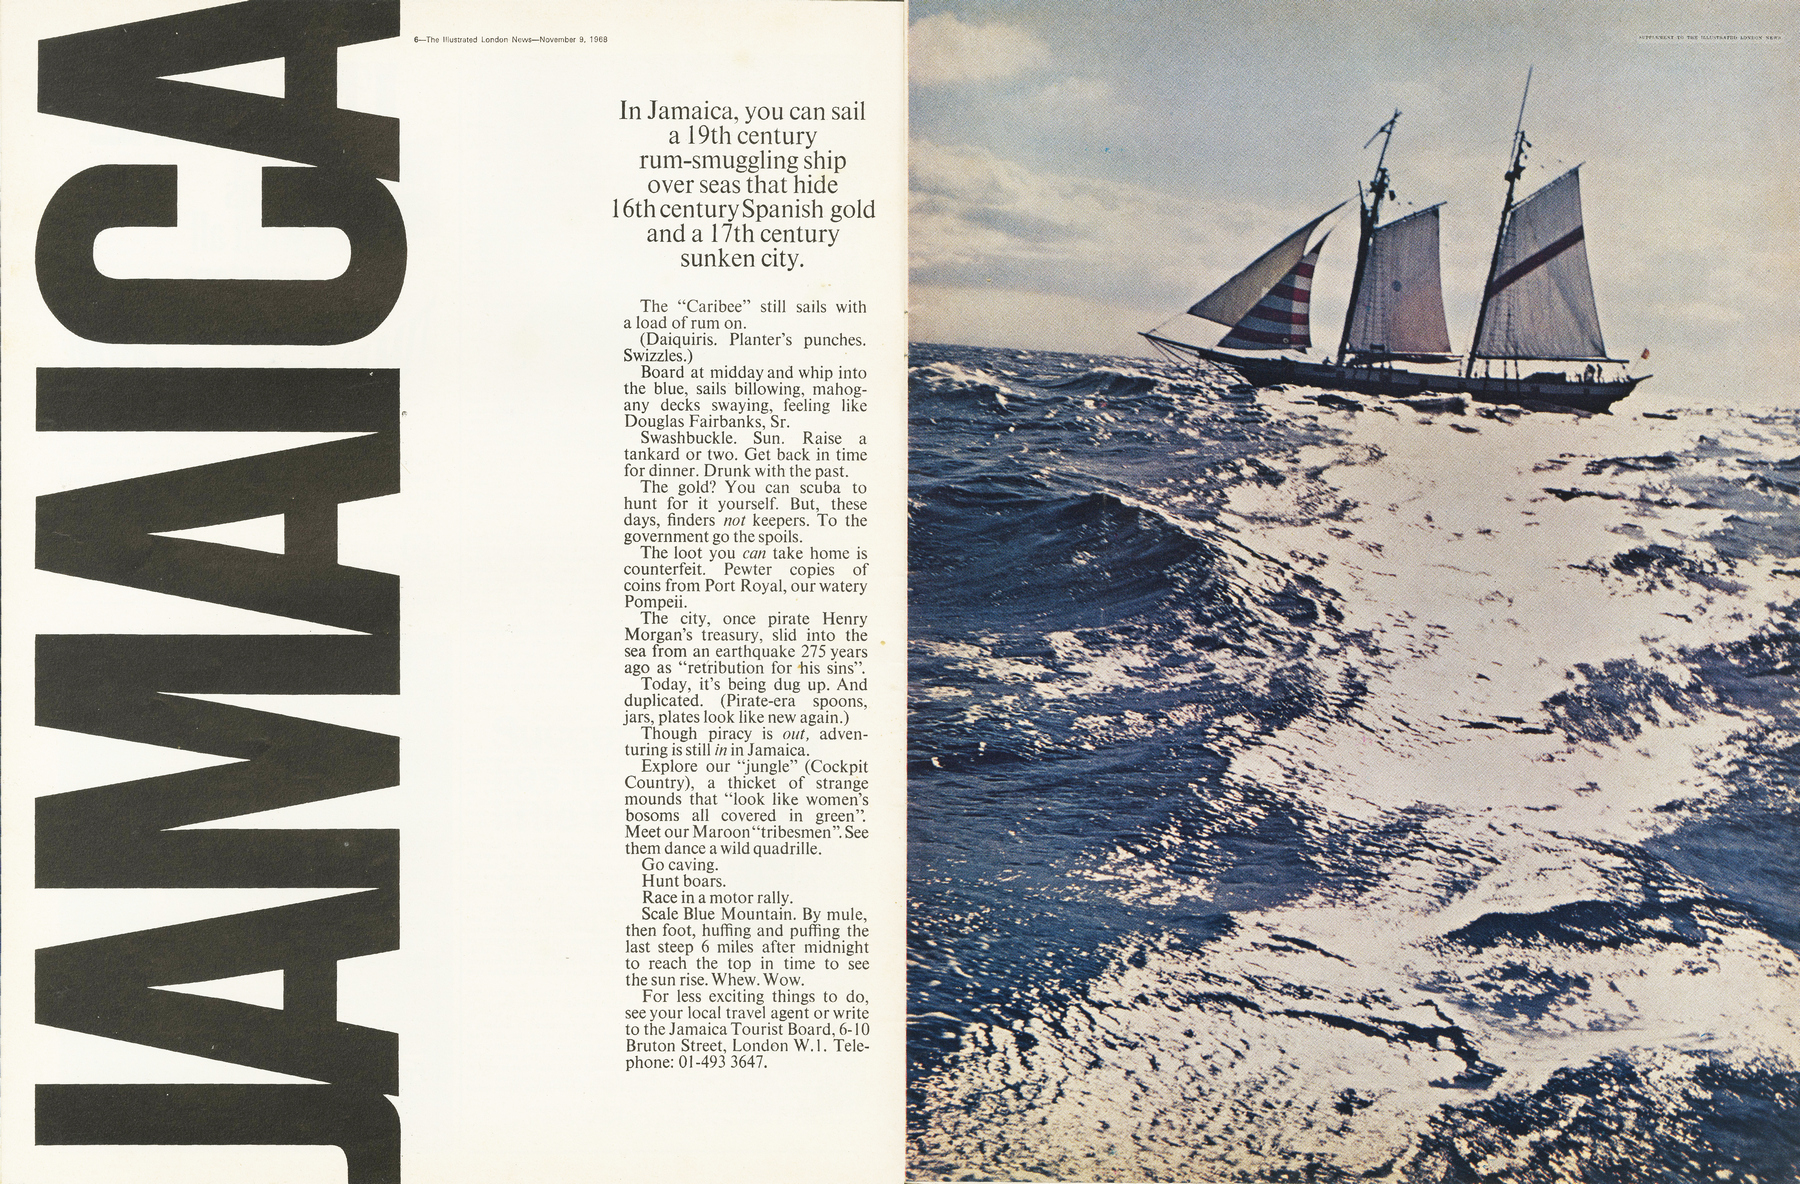 JAMAICA
6—The Illustrated London News—November 9, 1968
In Jamaica, you can sail
a 19th century
rum-smuggling ship
over seas that hide
16th century Spanish gold
and a 17th century
sunken city.
The “Caribee” still sails with
a load of rum on.
(Daiquiris. Planter’s punches.
Swizzles.)
Board at midday and whip into
the blue, sails billowing, mahog-
any decks swaying, feeling like
Douglas Fairbanks, Sr.
Swashbuckle. Sun. Raise a
tankard or two. Get back in time
for dinner. Drunk with the past.
The gold? You can scuba to
hunt for it yourself. But, these
days, finders not keepers. To the
government go the spoils.
The loot you can take home is
counterfeit. Pewter copies of
coins from Port Royal, our watery
Pompeii.
The city, once pirate Henry
Morgan’s treasury, slid into the
sea from an earthquake 275 years
ago as “retribution for his sins”.
Today, it’s being dug up. And
duplicated. (Pirate-era spoons,
jars, plates look like new again.)
Though piracy is out, adven-
turing is still in in Jamaica.
Explore our “jungle” (Cockpit
Country), a thicket of strange
mounds that “look like women’s
bosoms all covered in green”.
Meet our Maroon “tribesmen”. See
them dance a wild quadrille.
Go caving.
Hunt boars.
Race in a motor rally.
Scale Blue Mountain. By mule,
then foot, huffing and puffing the
last steep 6 miles after midnight
to reach the top in time to see
the sun rise. Whew. Wow.
For less exciting things to do,
see your local travel agent or write
to the Jamaica Tourist Board, 6-10
Bruton Street, London W.1. Tele-
phone: 01-493 3647.
SUPPLEMENT TO THE ILLUSTRATED LONDON NEWS